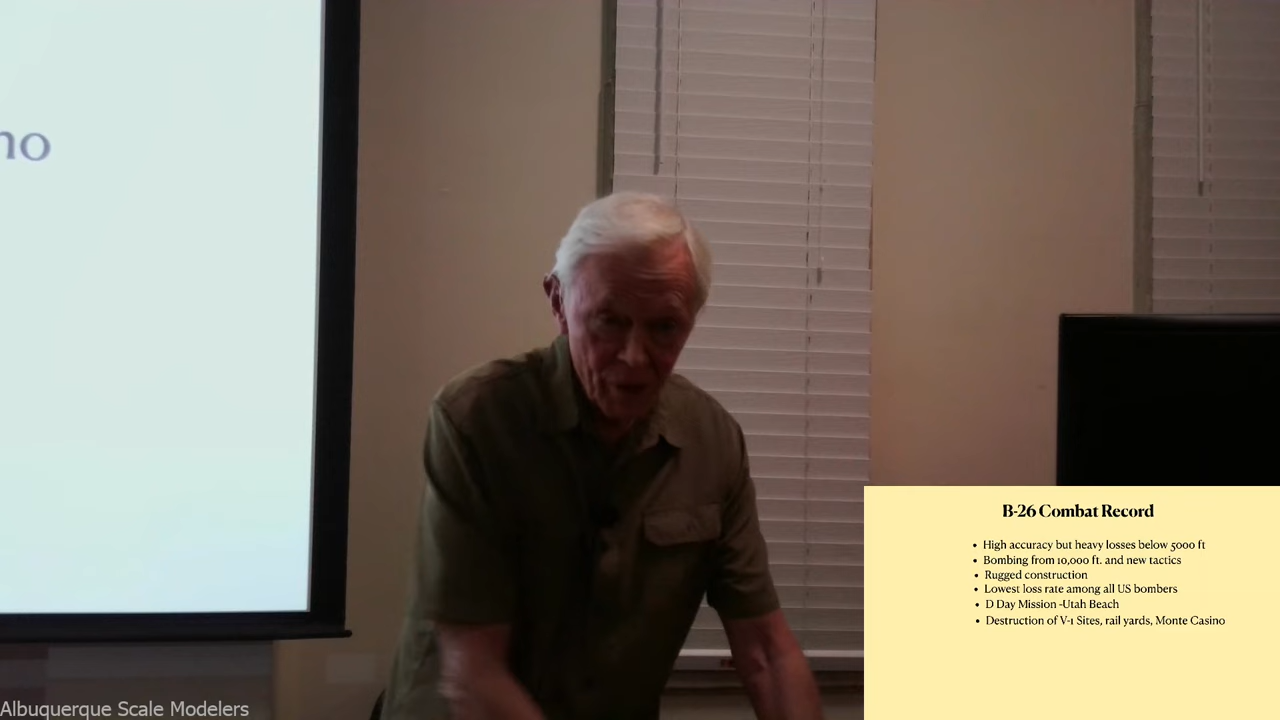 no
B-26 Combat Record
• High accuracy but heavy losses below 5000 ft
• Bombing from 10,000 ft. and new tactics
• Rugged construction
• Lowest loss rate among all US bombers
• D Day Mission -Utah Beach
• Destruction of V-1 Sites, rail yards, Monte Casino
Albuquerque Scale Modelers